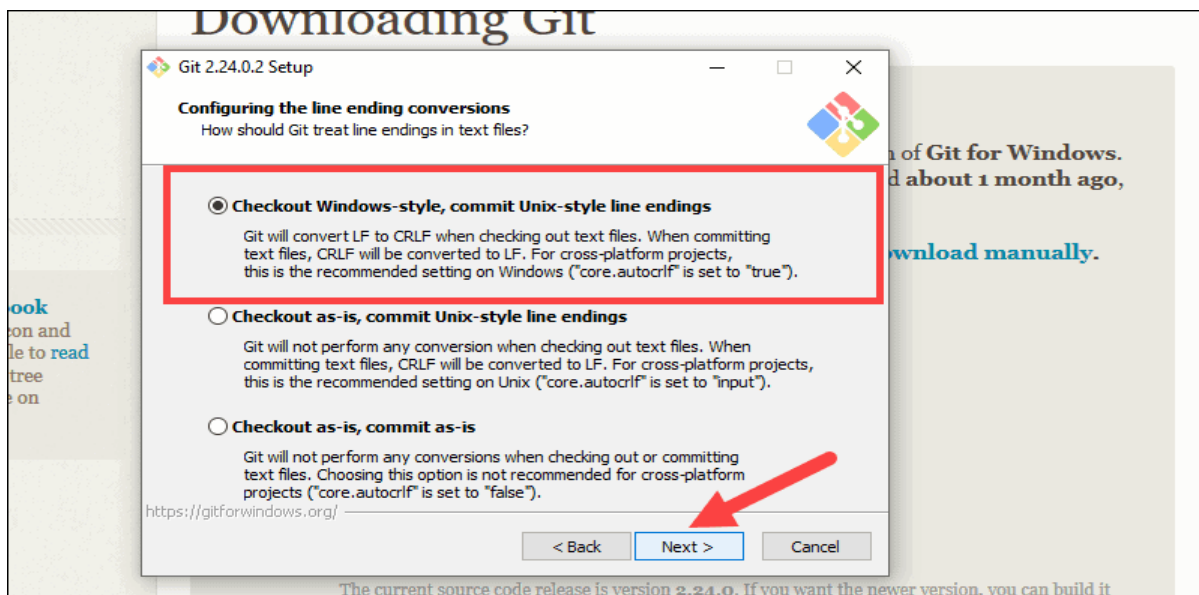 Downloading Git
Git 2.24.0.2 Setup
Configuring the line ending conversions
How should Git treat line endings in text files?
of Git for Windows.
about 1 month ago,
download manually.
Checkout Windows-style, commit Unix-style line endings
Git will convert LF to CRLF when checking out text files. When committing
text files, CRLF will be converted to LF. For cross-platform projects,
this is the recommended setting on Windows ("core.autocrlf" is set to "true").
Checkout as-is, commit Unix-style line endings
Git will not perform any conversion when checking out text files. When
committing text files, CRLF will be converted to LF. For cross-platform projects,
this is the recommended setting on Unix ("core.autocrlf" is set to "input").
Checkout as-is, commit as-is
Git will not perform any conversions when checking out or committing
text files. Choosing this option is not recommended for cross-platform
projects ("core.autocrlf" is set to "false").
and
to read
tree
on
https://gitforwindows.org/
< Back
Next >
Cancel
The current source code release is version 2.24.0. If you want the newer version, you can build it